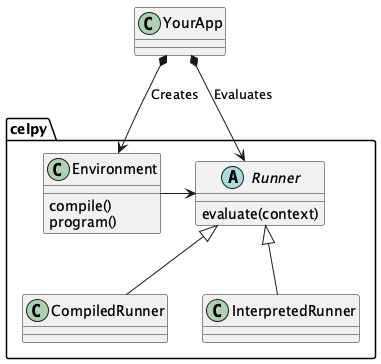 C YourApp
Creates
Evaluates
celpy
C Environment
compile()
program()
A Runner
evaluate(context)
C CompiledRunner
C InterpretedRunner